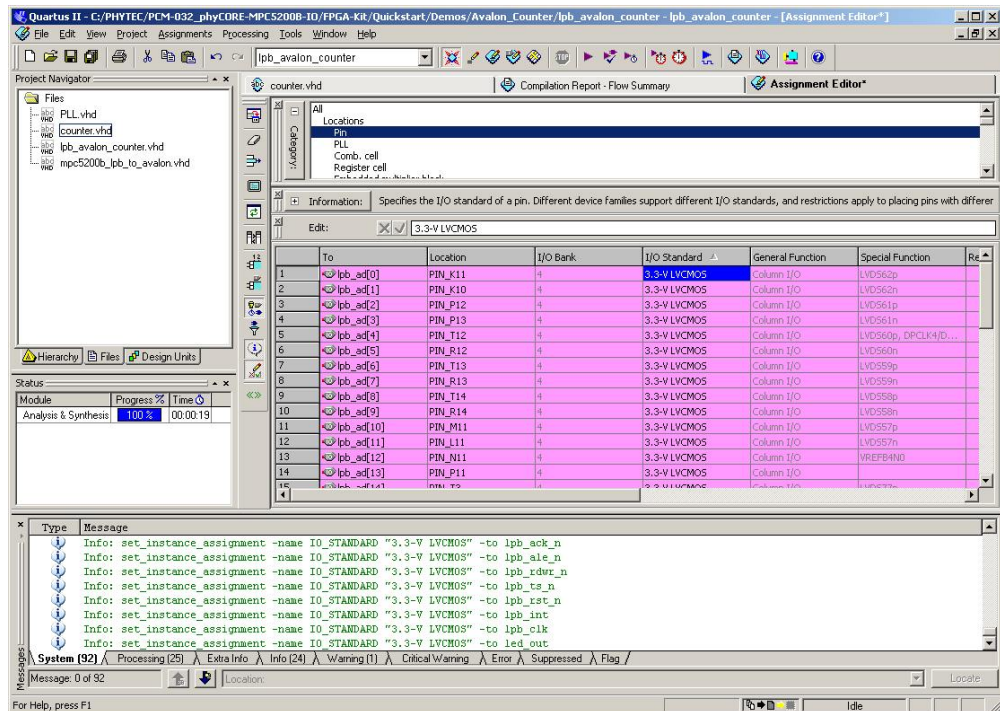 Quartus II - C:/PHYTEC/PCM-032_phyCORE-MPC5200B-IO/FPGA-Kit/Quickstart/Demos/Avalon_Counter/lpb_avalon_counter - lpb_avalon_counter - [Assignment Editor*]
File Edit View Project Assignments Processing Tools Window Help
lpb_avalon_counter
Project Navigator
Files
PLL.vhd
counter.vhd
lpb_avalon_counter.vhd
mpc5200b_lpb_to_avalon.vhd
Hierarchy Files Design Units
Status
Module Progress % Time
Analysis & Synthesis 100 % 00:00:19
counter.vhd Compilation Report - Flow Summary Assignment Editor*
Category:
All
Locations
Pin
PLL
Comb. cell
Register cell
Embedded multiplier block
Information: Specifies the I/O standard of a pin. Different device families support different I/O standards, and restrictions apply to placing pins with differer
Edit: 3.3-V LVCMOS
To Location I/O Bank I/O Standard General Function Special Function Re
1 lpb_ad[0] PIN_K11 4 3.3-V LVCMOS Column I/O LVDS62p
2 lpb_ad[1] PIN_K10 4 3.3-V LVCMOS Column I/O LVDS62n
3 lpb_ad[2] PIN_P12 4 3.3-V LVCMOS Column I/O LVDS61p
4 lpb_ad[3] PIN_P13 4 3.3-V LVCMOS Column I/O LVDS61n
5 lpb_ad[4] PIN_T12 4 3.3-V LVCMOS Column I/O LVDS60p, DPCLK4/D...
6 lpb_ad[5] PIN_R12 4 3.3-V LVCMOS Column I/O LVDS60n
7 lpb_ad[6] PIN_T13 4 3.3-V LVCMOS Column I/O LVDS59p
8 lpb_ad[7] PIN_R13 4 3.3-V LVCMOS Column I/O LVDS59n
9 lpb_ad[8] PIN_T14 4 3.3-V LVCMOS Column I/O LVDS58p
10 lpb_ad[9] PIN_R14 4 3.3-V LVCMOS Column I/O LVDS58n
11 lpb_ad[10] PIN_M11 4 3.3-V LVCMOS Column I/O LVDS57p
12 lpb_ad[11] PIN_L11 4 3.3-V LVCMOS Column I/O LVDS57n
13 lpb_ad[12] PIN_N11 4 3.3-V LVCMOS Column I/O VREFB4N0
14 lpb_ad[13] PIN_P11 4 3.3-V LVCMOS Column I/O
15 lpb_ad[14] PIN_T3 4 3.3-V LVCMOS Column I/O LVDS77p
Messages
Type Message
Info: set_instance_assignment -name IO_STANDARD "3.3-V LVCMOS" -to lpb_ack_n
Info: set_instance_assignment -name IO_STANDARD "3.3-V LVCMOS" -to lpb_ale_n
Info: set_instance_assignment -name IO_STANDARD "3.3-V LVCMOS" -to lpb_rdwr_n
Info: set_instance_assignment -name IO_STANDARD "3.3-V LVCMOS" -to lpb_ts_n
Info: set_instance_assignment -name IO_STANDARD "3.3-V LVCMOS" -to lpb_rst_n
Info: set_instance_assignment -name IO_STANDARD "3.3-V LVCMOS" -to lpb_int
Info: set_instance_assignment -name IO_STANDARD "3.3-V LVCMOS" -to lpb_clk
Info: set_instance_assignment -name IO_STANDARD "3.3-V LVCMOS" -to led_out
System (92) Processing (25) Extra Info Info (24) Warning (1) Critical Warning Error Suppressed Flag
Message: 0 of 92 Location: Locate
For Help, press F1 Idle